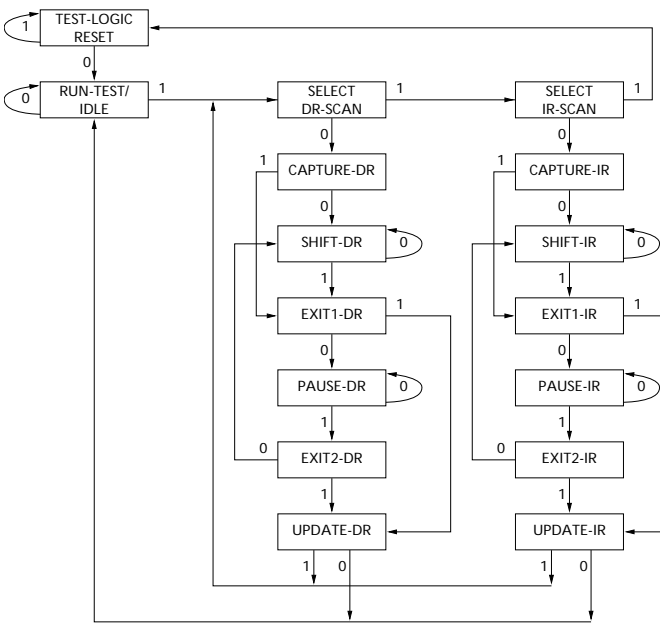 TEST-LOGIC
RESET
1
0
RUN-TEST/
IDLE
0
1
SELECT
DR-SCAN
1
SELECT
IR-SCAN
1
0
0
1
CAPTURE-DR
1
CAPTURE-IR
0
0
SHIFT-DR
0
SHIFT-IR
0
1
1
EXIT1-DR
1
EXIT1-IR
1
0
0
PAUSE-DR
0
PAUSE-IR
0
1
1
0
EXIT2-DR
0
EXIT2-IR
1
1
UPDATE-DR
UPDATE-IR
1
0
1
0